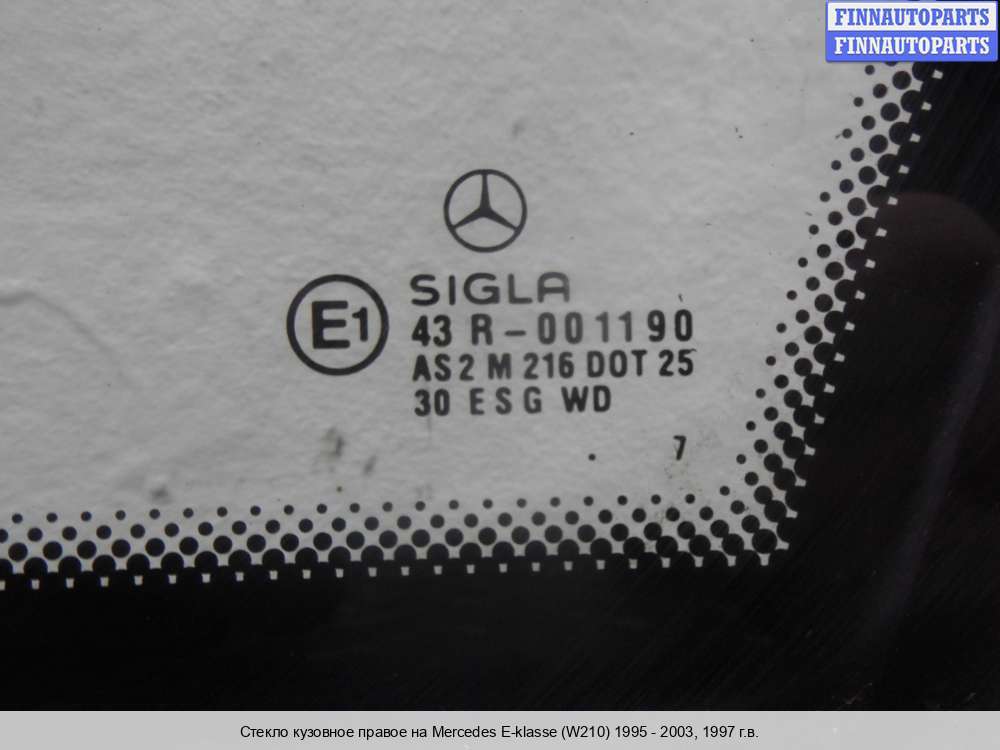 FINNAUTOPARTS
FINNAUTOPARTS
SIGLA
E1
43 R-001190
AS2 M 216 DOT 25
30 ESG WD
. 7
Стекло кузовное правое на Mercedes E-klasse (W210) 1995 - 2003, 1997 г.в.